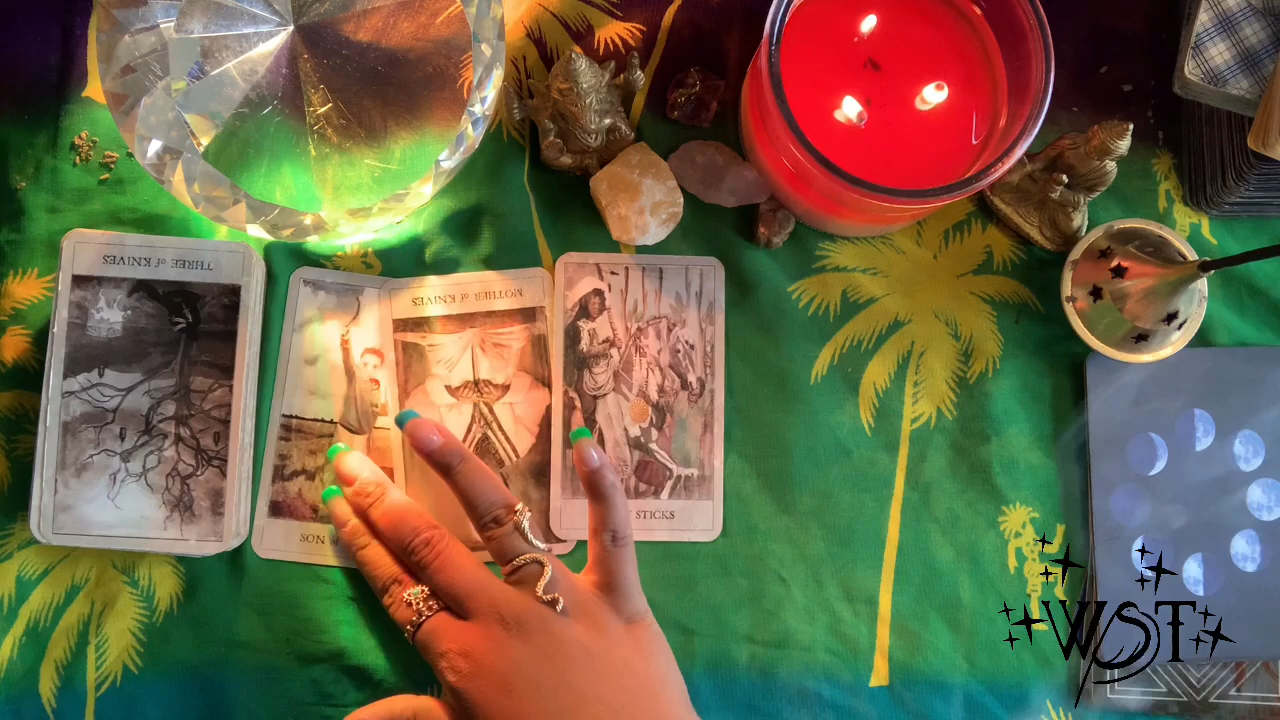 THREE of KNIVES
MOTHER of KNIVES
SON
STICKS
WST